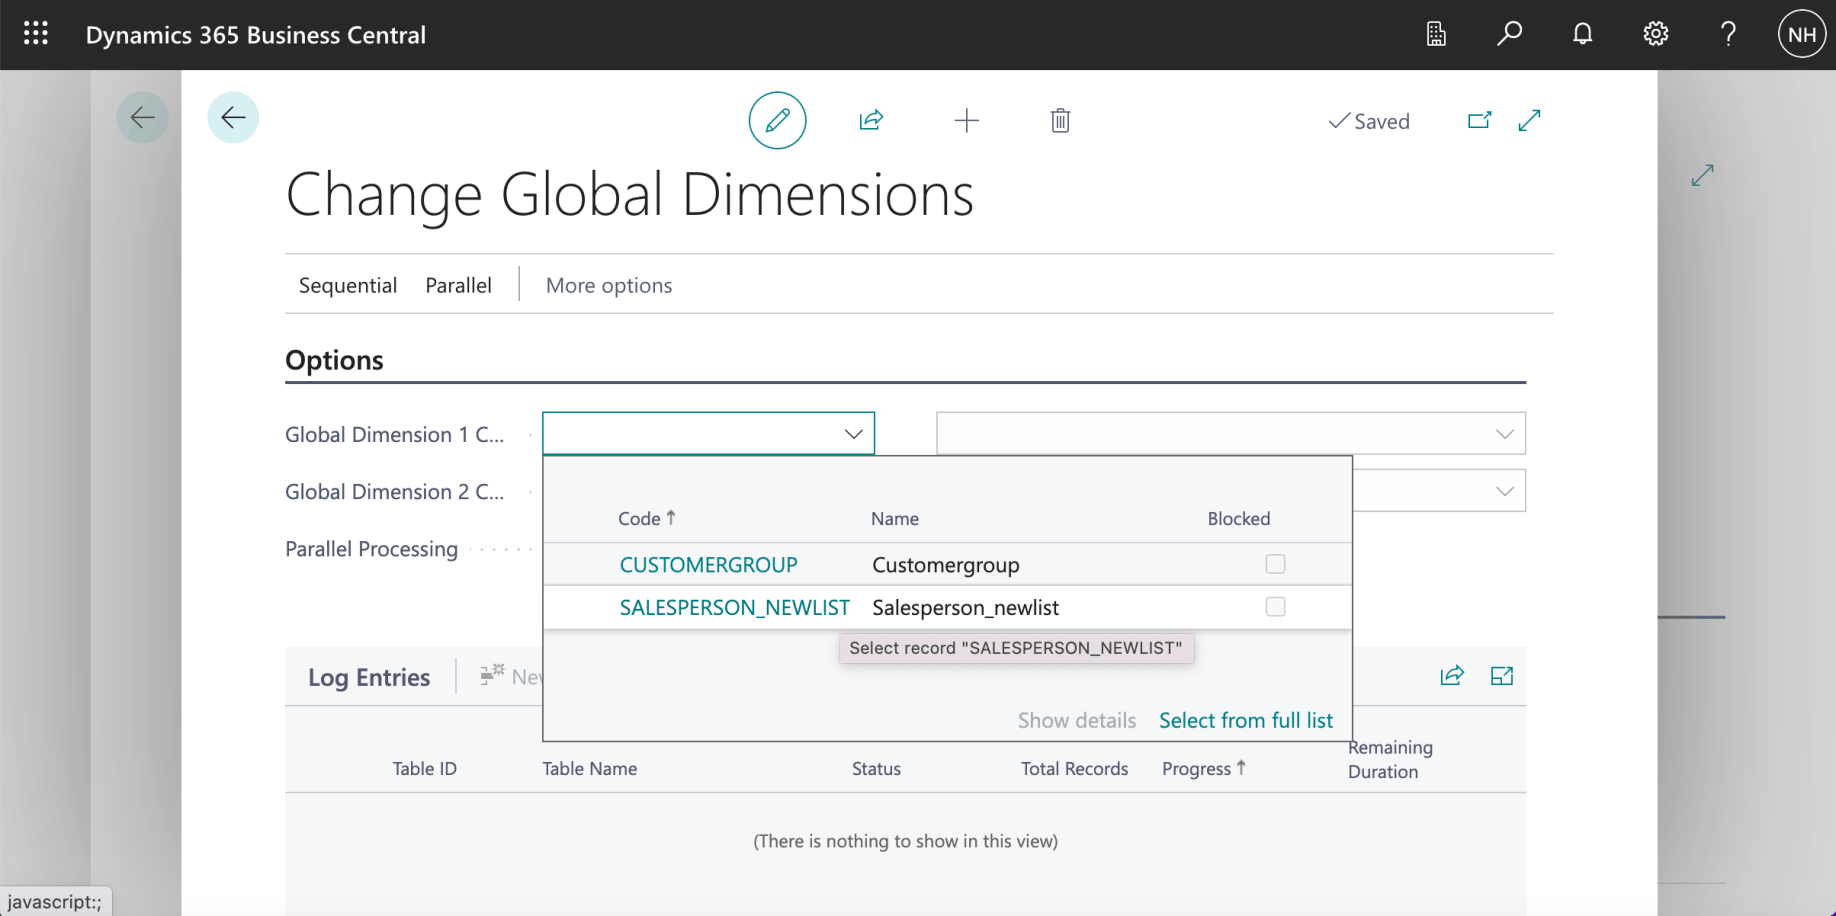 Dynamics 365 Business Central
NH
Saved
Change Global Dimensions
Sequential Parallel More options
Options
Global Dimension 1 C...
Global Dimension 2 C...
Parallel Processing
Code ↑ Name Blocked
CUSTOMERGROUP Customergroup
SALESPERSON_NEWLIST Salesperson_newlist
Select record "SALESPERSON_NEWLIST"
Show details Select from full list
Log Entries
Table ID Table Name Status Total Records Progress ↑ Remaining
Duration
(There is nothing to show in this view)
javascript:;